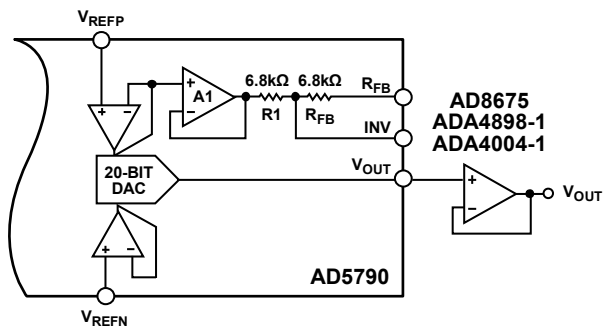 VREFP
6.8kΩ 6.8kΩ
A1
R1 RFB
RFB
INV
VOUT
20-BIT
DAC
AD8675
ADA4898-1
ADA4004-1
VOUT
AD5790
VREFN
+
−
+
−
+
−
+
−